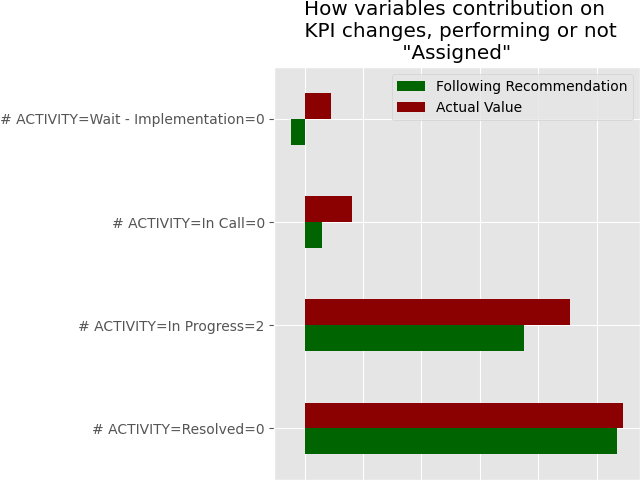 How variables contribution on
KPI changes, performing or not
"Assigned"
Following Recommendation
Actual Value
# ACTIVITY=Wait - Implementation=0
# ACTIVITY=In Call=0
# ACTIVITY=In Progress=2
# ACTIVITY=Resolved=0